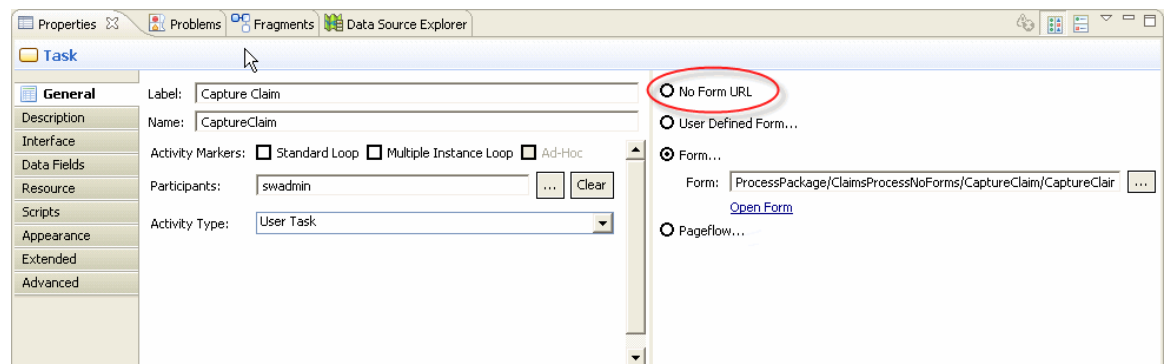 Properties Problems Fragments Data Source Explorer
Task
General
Description
Interface
Data Fields
Resource
Scripts
Appearance
Extended
Advanced
Label: Capture Claim
Name: CaptureClaim
Activity Markers: Standard Loop Multiple Instance Loop Ad-Hoc
Participants: swadmin ... Clear
Activity Type: User Task
No Form URL
User Defined Form...
Form...
Form: ProcessPackage/ClaimsProcessNoForms/CaptureClaim/CaptureClair ...
Open Form
Pageflow...